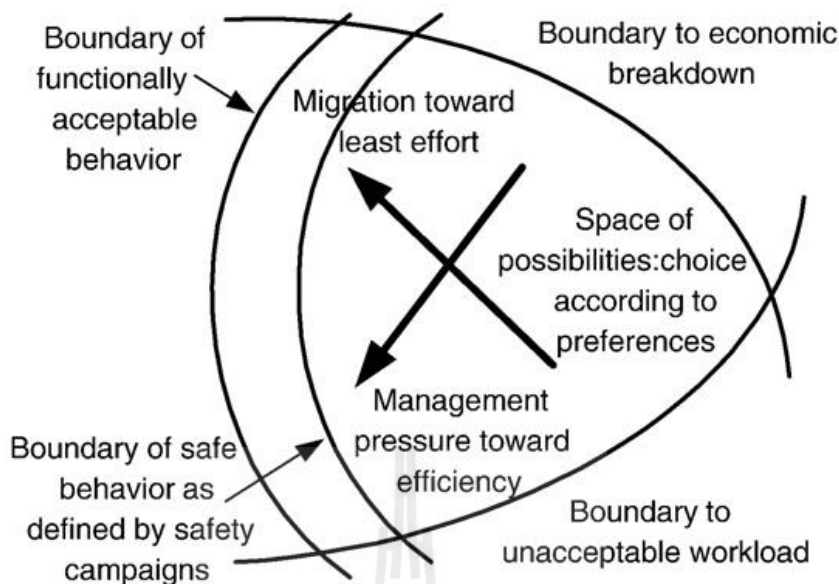 Boundary of
functionally
acceptable
behavior
Boundary to economic
breakdown
Migration toward
least effort
Space of
possibilities:choice
according to
preferences
Management
pressure toward
efficiency
Boundary of safe
behavior as
defined by safety
campaigns
Boundary to
unacceptable workload